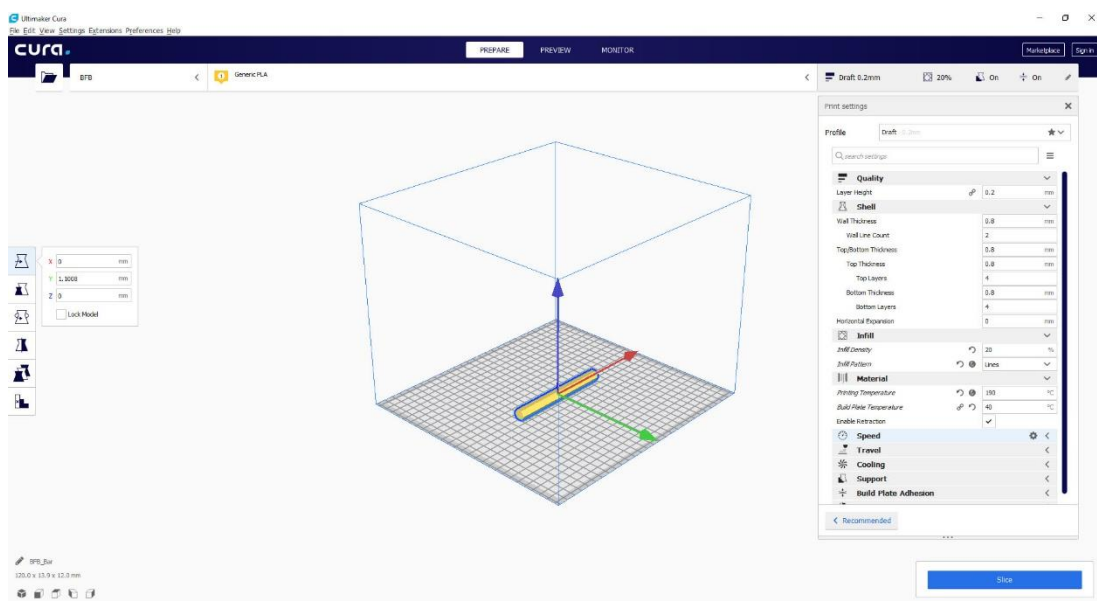 Ultimaker Cura
File Edit View Settings Extensions Preferences Help
cura.
PREPARE PREVIEW MONITOR
Marketplace Sign in
BFB Generic PLA Draft 0.2mm 20% On On
Print settings
Profile Draft 0.2mm
search settings
Quality
Layer Height 0.2 mm
Shell
Wall Thickness 0.8 mm
Wall Line Count 2
Top/Bottom Thickness 0.8 mm
Top Thickness 0.8 mm
Top Layers 4
Bottom Thickness 0.8 mm
Bottom Layers 4
Horizontal Expansion 0 mm
Infill
Infill Density 20 %
Infill Pattern Lines
Material
Printing Temperature 190 °C
Build Plate Temperature 40 °C
Enable Retraction
Speed
Travel
Cooling
Support
Build Plate Adhesion
Recommended
X 0 mm
Y 1.1008 mm
Z 0 mm
Lock Model
BFB_Bar
120.0 x 13.9 x 12.0 mm
Slice